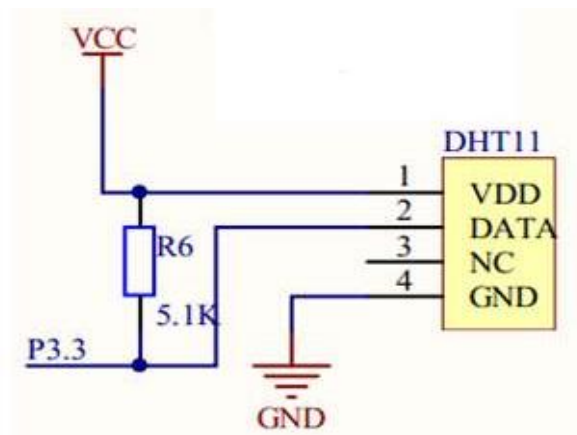 VCC
DHT11
1 VDD
2 DATA
R6
3 NC
4 GND
5.1K
P3.3
GND